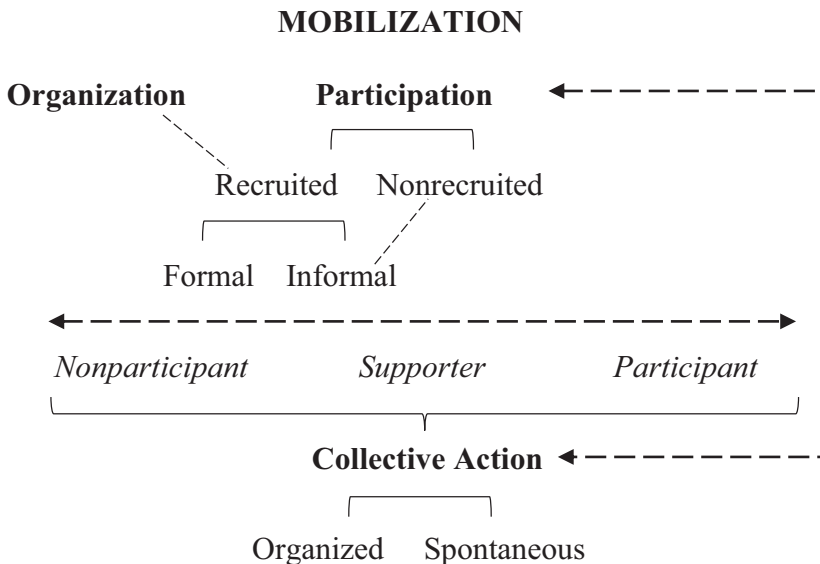 MOBILIZATION
Organization Participation
Recruited Nonrecruited
Formal Informal
Nonparticipant Supporter Participant
Collective Action
Organized Spontaneous